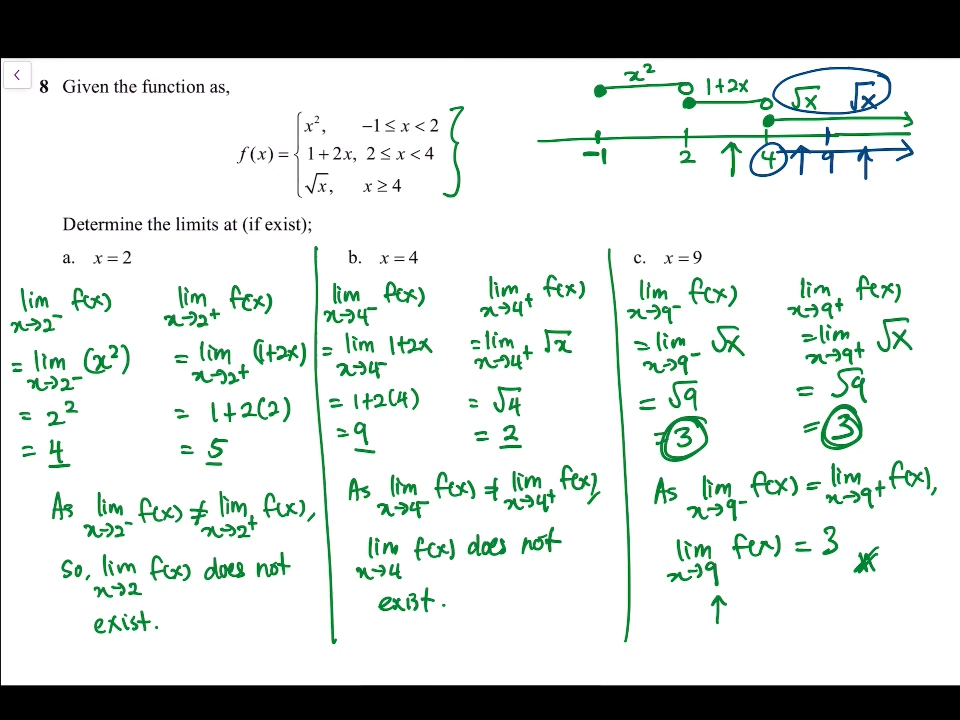 8 Given the function as,
f(x) = { x², −1 ≤ x < 2
1 + 2x, 2 ≤ x < 4
√x, x ≥ 4
x² 1+2x √x √x
-1 2 4 9
Determine the limits at (if exist);
a. x = 2
lim x→2⁻ f(x)
= lim x→2⁻ (x²)
= 2²
= 4
lim x→2⁺ f(x)
= lim x→2⁺ (1+2x)
= 1+2(2)
= 5
As lim x→2⁻ f(x) ≠ lim x→2⁺ f(x),
so, lim x→2 f(x) does not
exist.
b. x = 4
lim x→4⁻ f(x)
= lim x→4⁻ 1+2x
= 1+2(4)
= 9
lim x→4⁺ f(x)
= lim x→4⁺ √x
= √4
= 2
As lim x→4⁻ f(x) ≠ lim x→4⁺ f(x),
lim x→4 f(x) does not
exist.
c. x = 9
lim x→9⁻ f(x)
= lim x→9⁻ √x
= √9
= 3
lim x→9⁺ f(x)
= lim x→9⁺ √x
= √9
= 3
As lim x→9⁻ f(x) = lim x→9⁺ f(x),
lim x→9 f(x) = 3